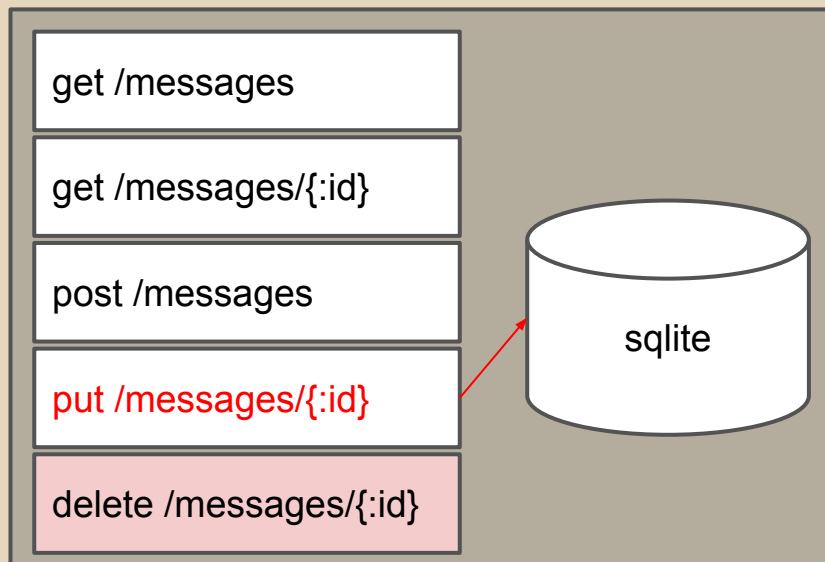 get /messages
get /messages/{:id}
post /messages
sqlite
put /messages/{:id}
delete /messages/{:id}